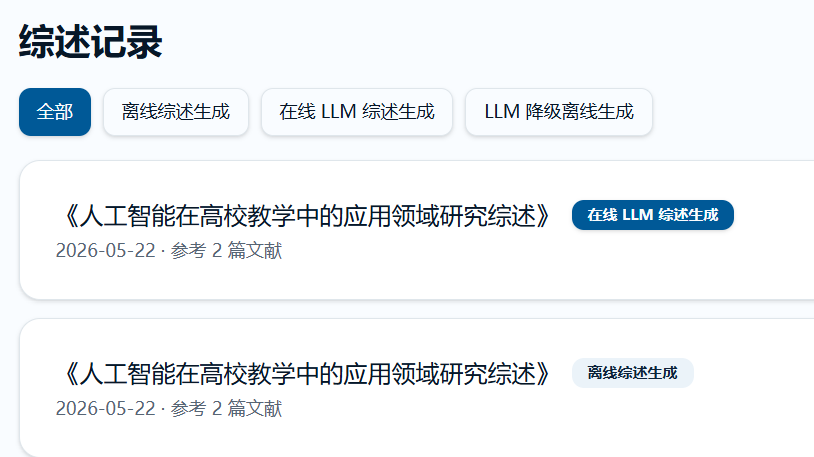 综述记录
全部 离线综述生成 在线 LLM 综述生成 LLM 降级离线生成
《人工智能在高校教学中的应用领域研究综述》 在线 LLM 综述生成
2026-05-22 · 参考 2 篇文献
《人工智能在高校教学中的应用领域研究综述》 离线综述生成
2026-05-22 · 参考 2 篇文献